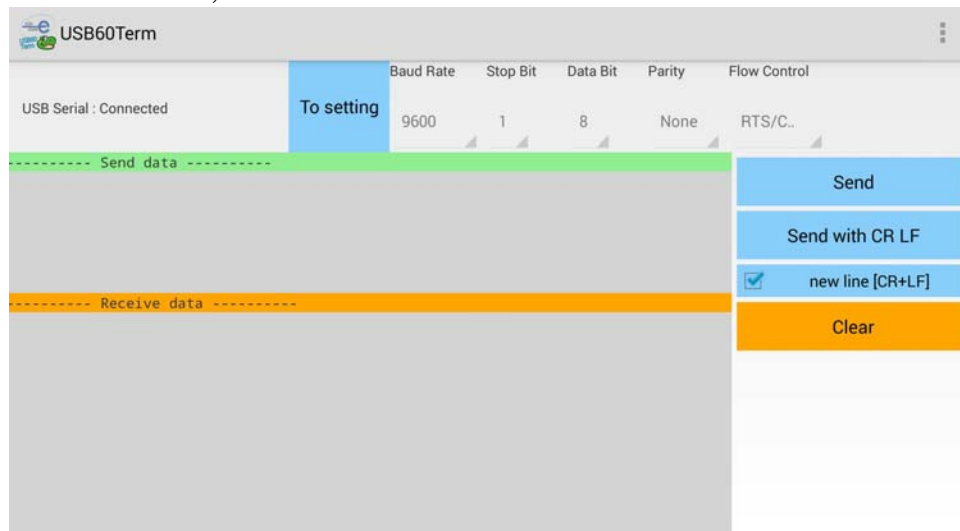 USB60Term
Baud Rate Stop Bit Data Bit Parity Flow Control
USB Serial : Connected To setting 9600 1 8 None RTS/C..
---------- Send data ----------
Send
Send with CR LF
new line [CR+LF]
---------- Receive data ----------
Clear